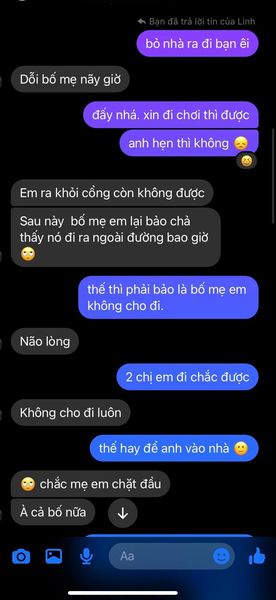 Bạn đã trả lời tin của Linh
bỏ nhà ra đi bạn êi
Dỗi bố mẹ nãy giờ
đấy nhá. xin đi chơi thì được
anh hẹn thì không 😞
Em ra khỏi cổng còn không được
Sau này bố mẹ em lại bảo chả
thấy nó đi ra ngoài đường bao giờ
🙄
thế thì phải bảo là bố mẹ em
không cho đi.
Não lòng
2 chị em đi chắc được
Không cho đi luôn
thế hay để anh vào nhà 🙂
🙄 chắc mẹ em chặt đầu
À cả bố nữa
Aa